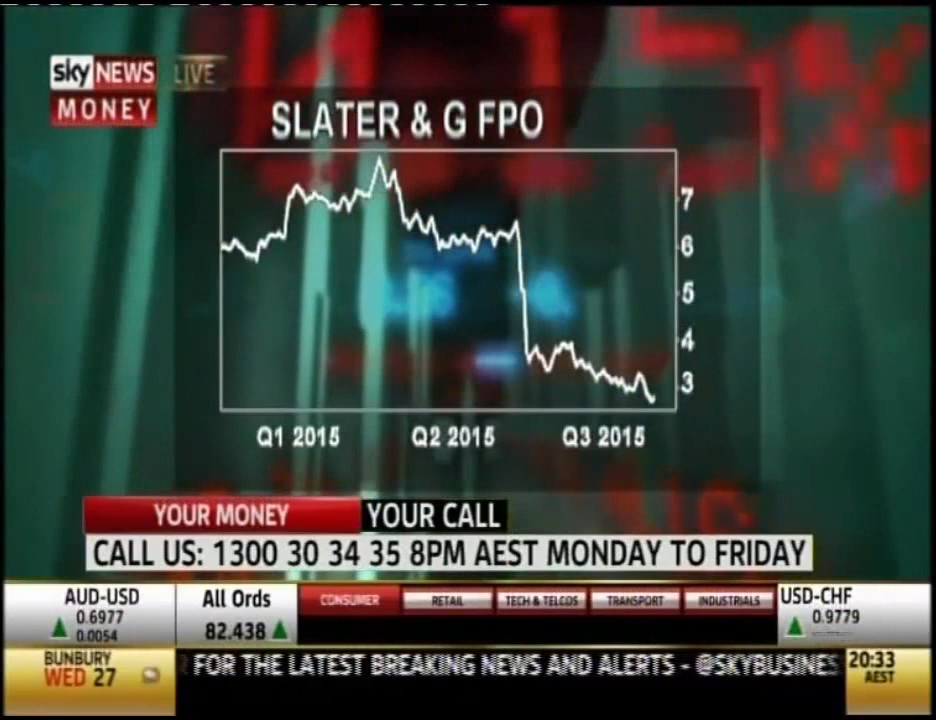 sky NEWS LIVE
MONEY
SLATER & G FPO
7
6
5
4
3
Q1 2015 Q2 2015 Q3 2015
YOUR MONEY YOUR CALL
CALL US: 1300 30 34 35 8PM AEST MONDAY TO FRIDAY
AUD-USD
0.6977
0.0054
All Ords
82.438
CONSUMER RETAIL TECH & TELCOS TRANSPORT INDUSTRIALS
USD-CHF
0.9779
BUNBURY
WED 27
FOR THE LATEST BREAKING NEWS AND ALERTS - @SKYBUSINES
20:33
AEST